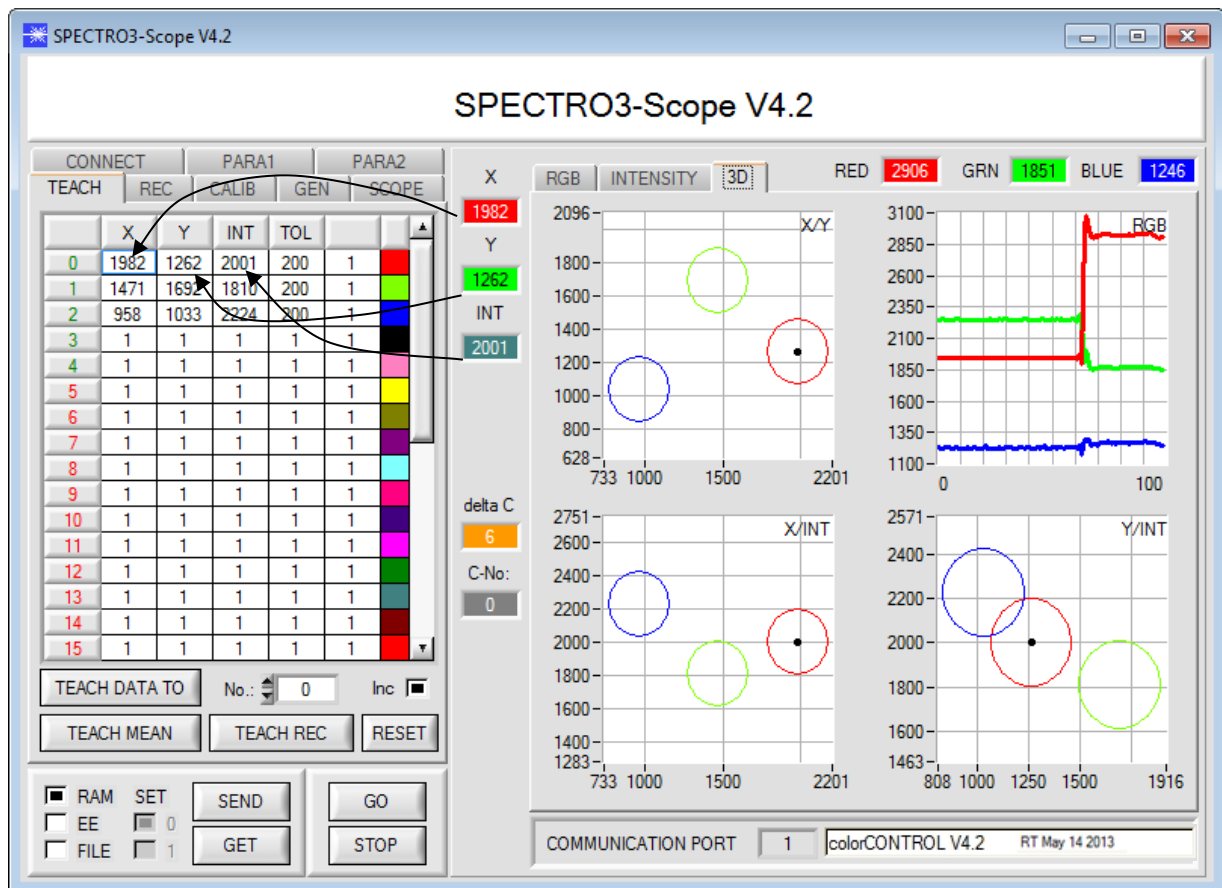 SPECTRO3-Scope V4.2
SPECTRO3-Scope V4.2
CONNECT PARA1 PARA2
TEACH REC CALIB GEN SCOPE
X Y INT TOL
0 1982 1262 2001 200 1
1 1471 1692 1810 200 1
2 958 1033 2224 200 1
3 1 1 1 1 1
4 1 1 1 1 1
5 1 1 1 1 1
6 1 1 1 1 1
7 1 1 1 1 1
8 1 1 1 1 1
9 1 1 1 1 1
10 1 1 1 1 1
11 1 1 1 1 1
12 1 1 1 1 1
13 1 1 1 1 1
14 1 1 1 1 1
15 1 1 1 1 1
TEACH DATA TO No.: 0 Inc
TEACH MEAN TEACH REC RESET
RAM SET SEND GO
EE 0
FILE 1 GET STOP
X
1982
Y
1262
INT
2001
delta C
6
C-No:
0
RGB INTENSITY 3D RED 2906 GRN 1851 BLUE 1246
X/Y
2096
1800
1600
1400
1200
1000
800
628
733 1000 1500 2201
RGB
3100
2850
2600
2350
2100
1850
1600
1350
1100
0 100
X/INT
2751
2600
2400
2200
2000
1800
1600
1400
1283
733 1000 1500 2201
Y/INT
2571
2400
2200
2000
1800
1600
1463
808 1000 1250 1500 1916
COMMUNICATION PORT 1 colorCONTROL V4.2 RT May 14 2013